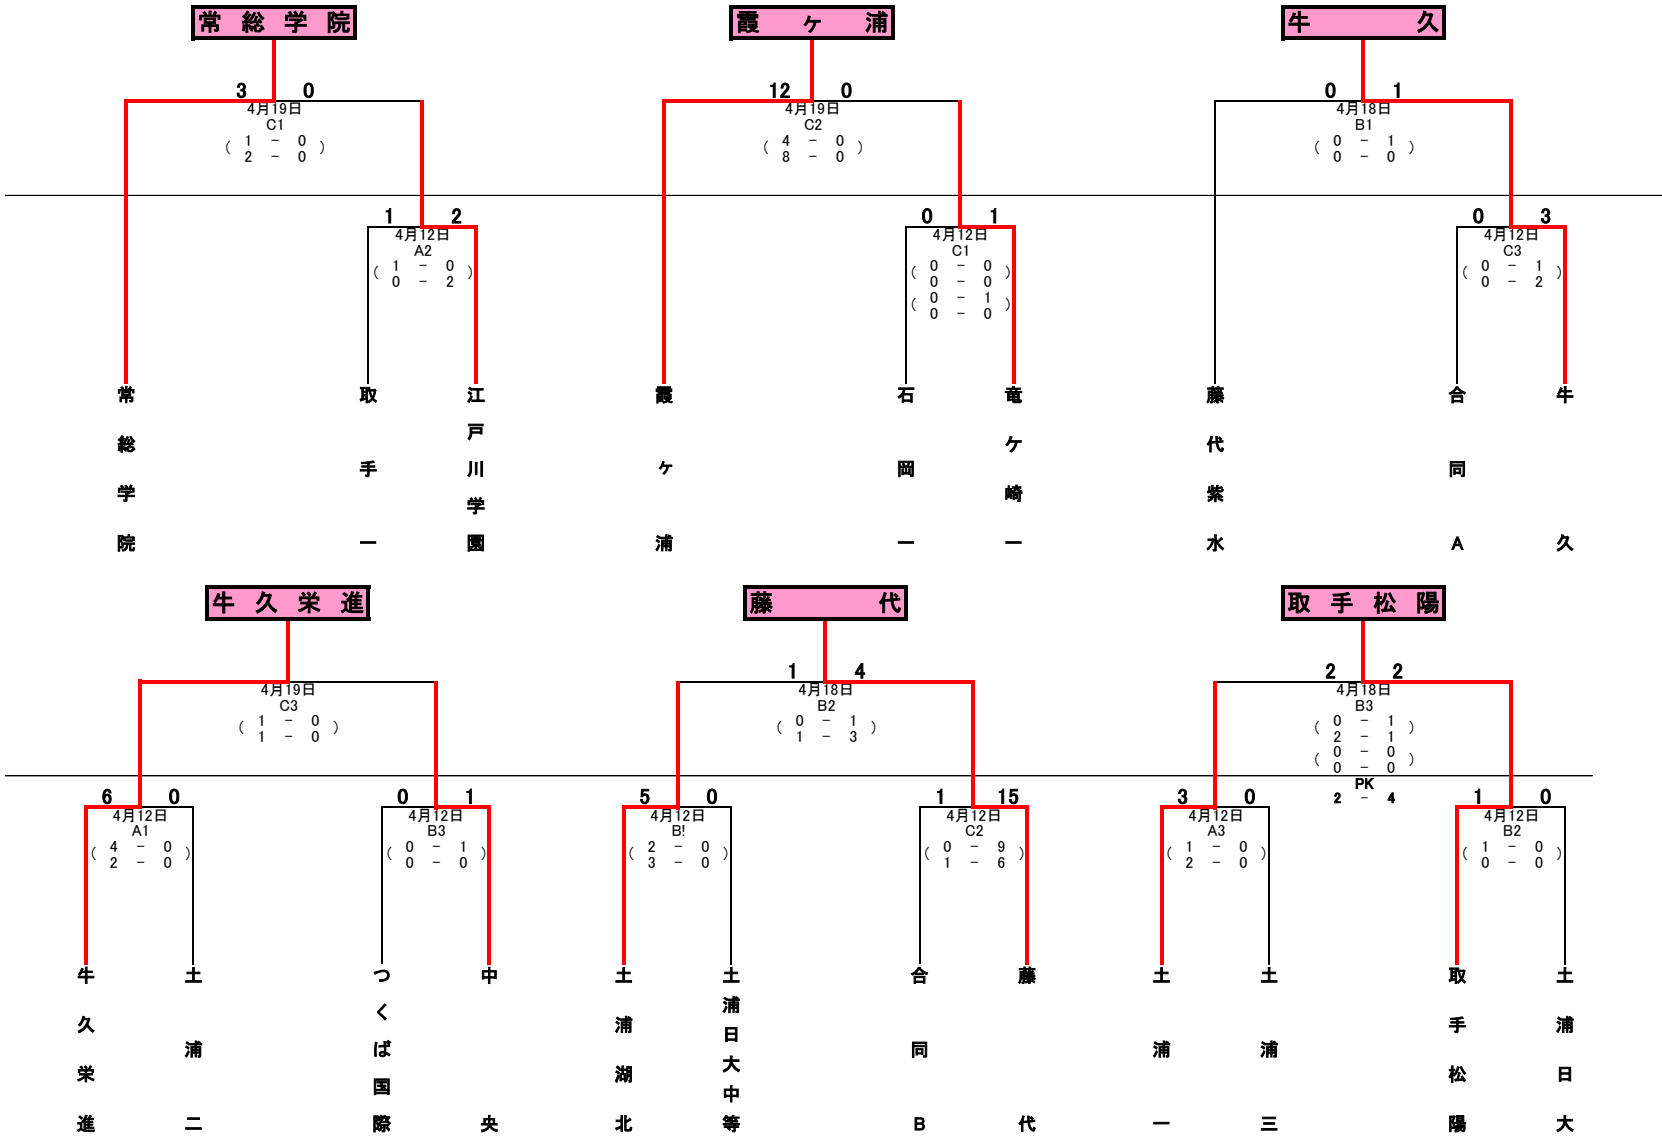 常総学院
霞ヶ浦
牛久
3 0
4月19日
C1
( 1 - 0 )
2 - 0
12 0
4月19日
C2
( 4 - 0 )
8 - 0
0 1
4月18日
B1
( 0 - 1 )
0 - 0
1 2
4月12日
A2
( 1 - 0 )
0 - 2
0 1
4月12日
C1
( 0 - 0 )
0 - 0
( 0 - 1 )
0 - 0
0 3
4月12日
C3
( 0 - 1 )
0 - 2
常総学院
取手一
江戸川学園
霞ヶ浦
石岡一
竜ケ崎一
藤代紫水
合同A
牛久
牛久栄進
藤代
取手松陽
4月19日
C3
( 1 - 0 )
1 - 0
1 4
4月18日
B2
( 0 - 1 )
1 - 3
2 2
4月18日
B3
( 0 - 1 )
2 - 1
( 0 - 0 )
0 - 0
PK
2 - 4
6 0
4月12日
A1
( 4 - 0 )
2 - 0
0 1
4月12日
B3
( 0 - 1 )
0 - 0
5 0
4月12日
B!
( 2 - 0 )
3 - 0
1 15
4月12日
C2
( 0 - 9 )
1 - 6
3 0
4月12日
A3
( 1 - 0 )
2 - 0
1 0
4月12日
B2
( 1 - 0 )
0 - 0
牛久栄進
土浦二
つくば国際
中央
土浦湖北
土浦日大中等
合同B
藤代
土浦一
土浦三
取手松陽
土浦日大